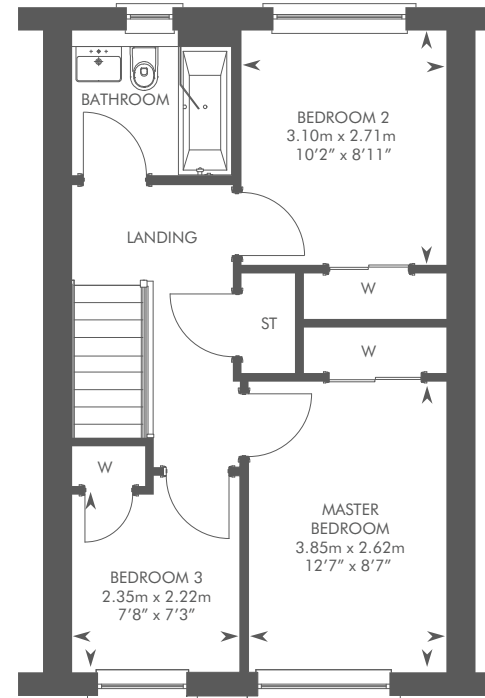 BATHROOM
BEDROOM 2
3.10m x 2.71m
10’2” x 8’11”
LANDING
W
ST
W
W
MASTER
BEDROOM
3.85m x 2.62m
12’7” x 8’7”
BEDROOM 3
2.35m x 2.22m
7’8” x 7’3”